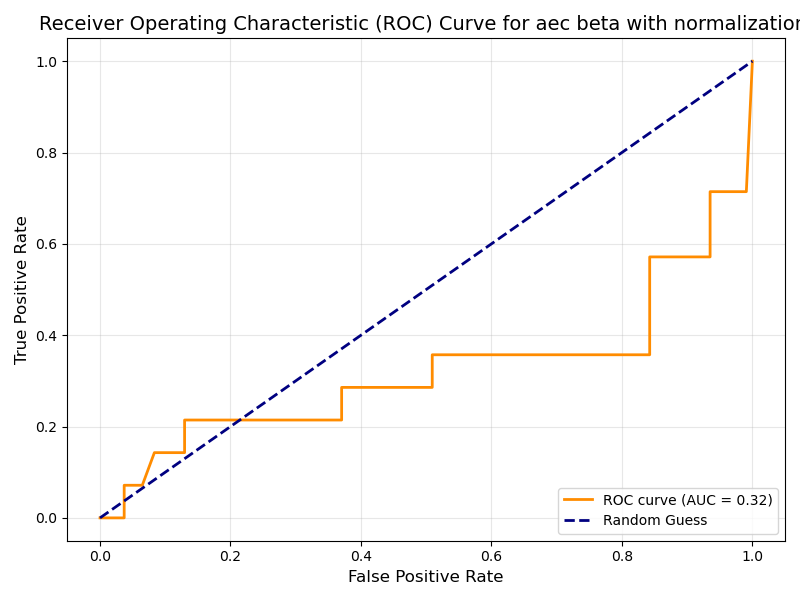 Receiver Operating Characteristic (ROC) Curve for aec beta with normalization
True Positive Rate
1.0
0.8
0.6
0.4
0.2
0.0
0.0 0.2 0.4 0.6 0.8 1.0
False Positive Rate
ROC curve (AUC = 0.32)
Random Guess